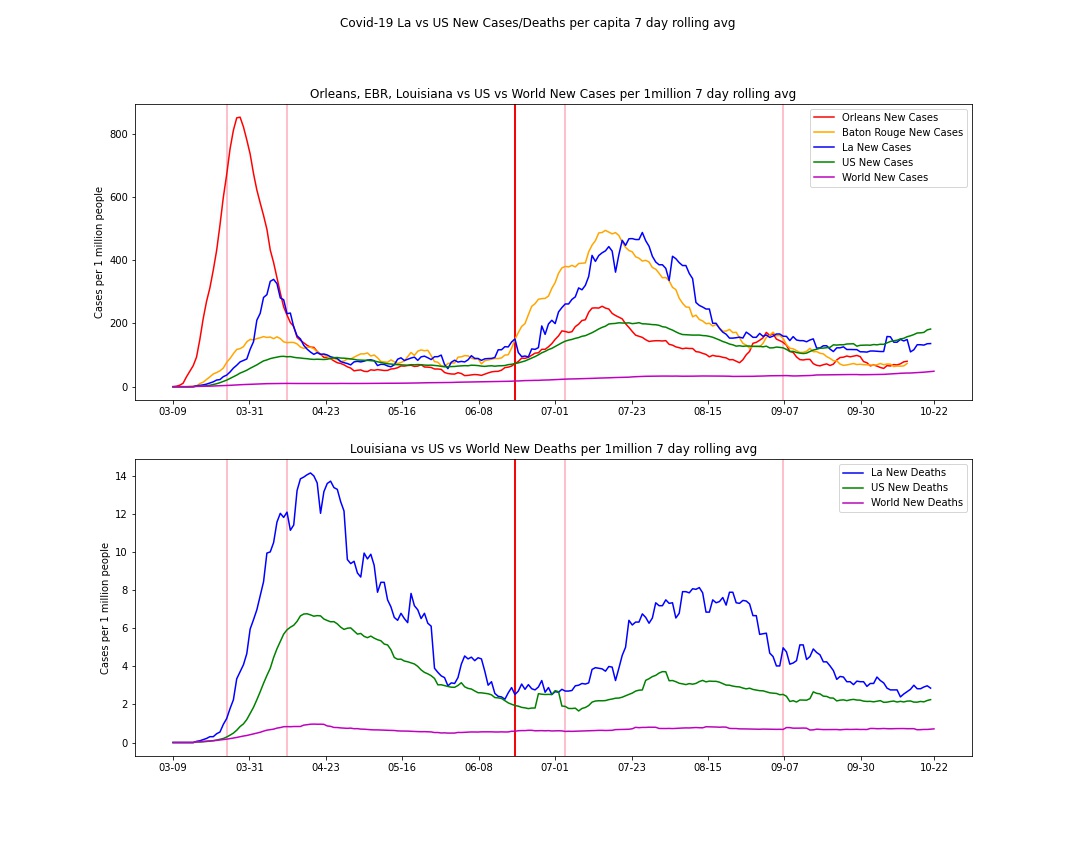 Covid-19 La vs US New Cases/Deaths per capita 7 day rolling avg
Orleans, EBR, Louisiana vs US vs World New Cases per 1million 7 day rolling avg
Cases per 1 million people
800
600
400
200
0
Orleans New Cases
Baton Rouge New Cases
La New Cases
US New Cases
World New Cases
03-09 03-31 04-23 05-16 06-08 07-01 07-23 08-15 09-07 09-30 10-22
Louisiana vs US vs World New Deaths per 1million 7 day rolling avg
Cases per 1 million people
14
12
10
8
6
4
2
0
La New Deaths
US New Deaths
World New Deaths
03-09 03-31 04-23 05-16 06-08 07-01 07-23 08-15 09-07 09-30 10-22